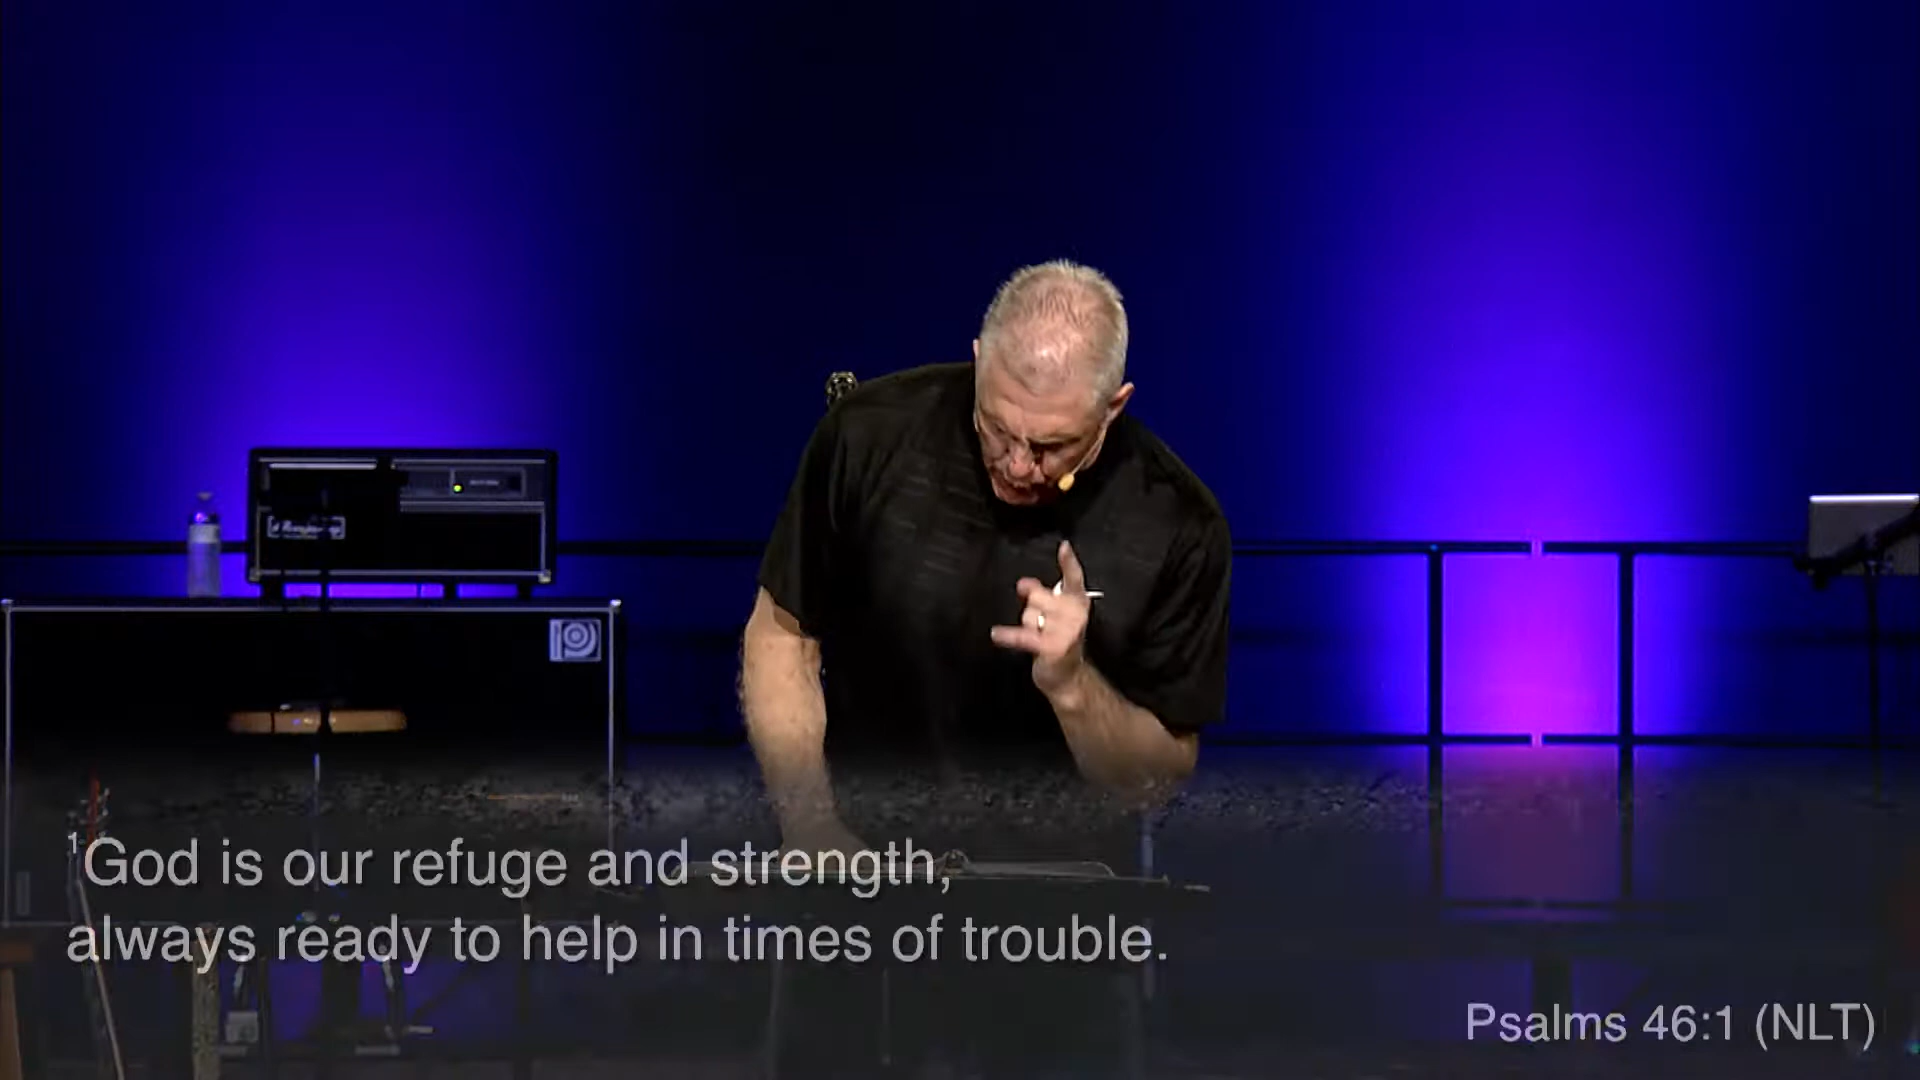 ¹God is our refuge and strength,
always ready to help in times of trouble.
Psalms 46:1 (NLT)